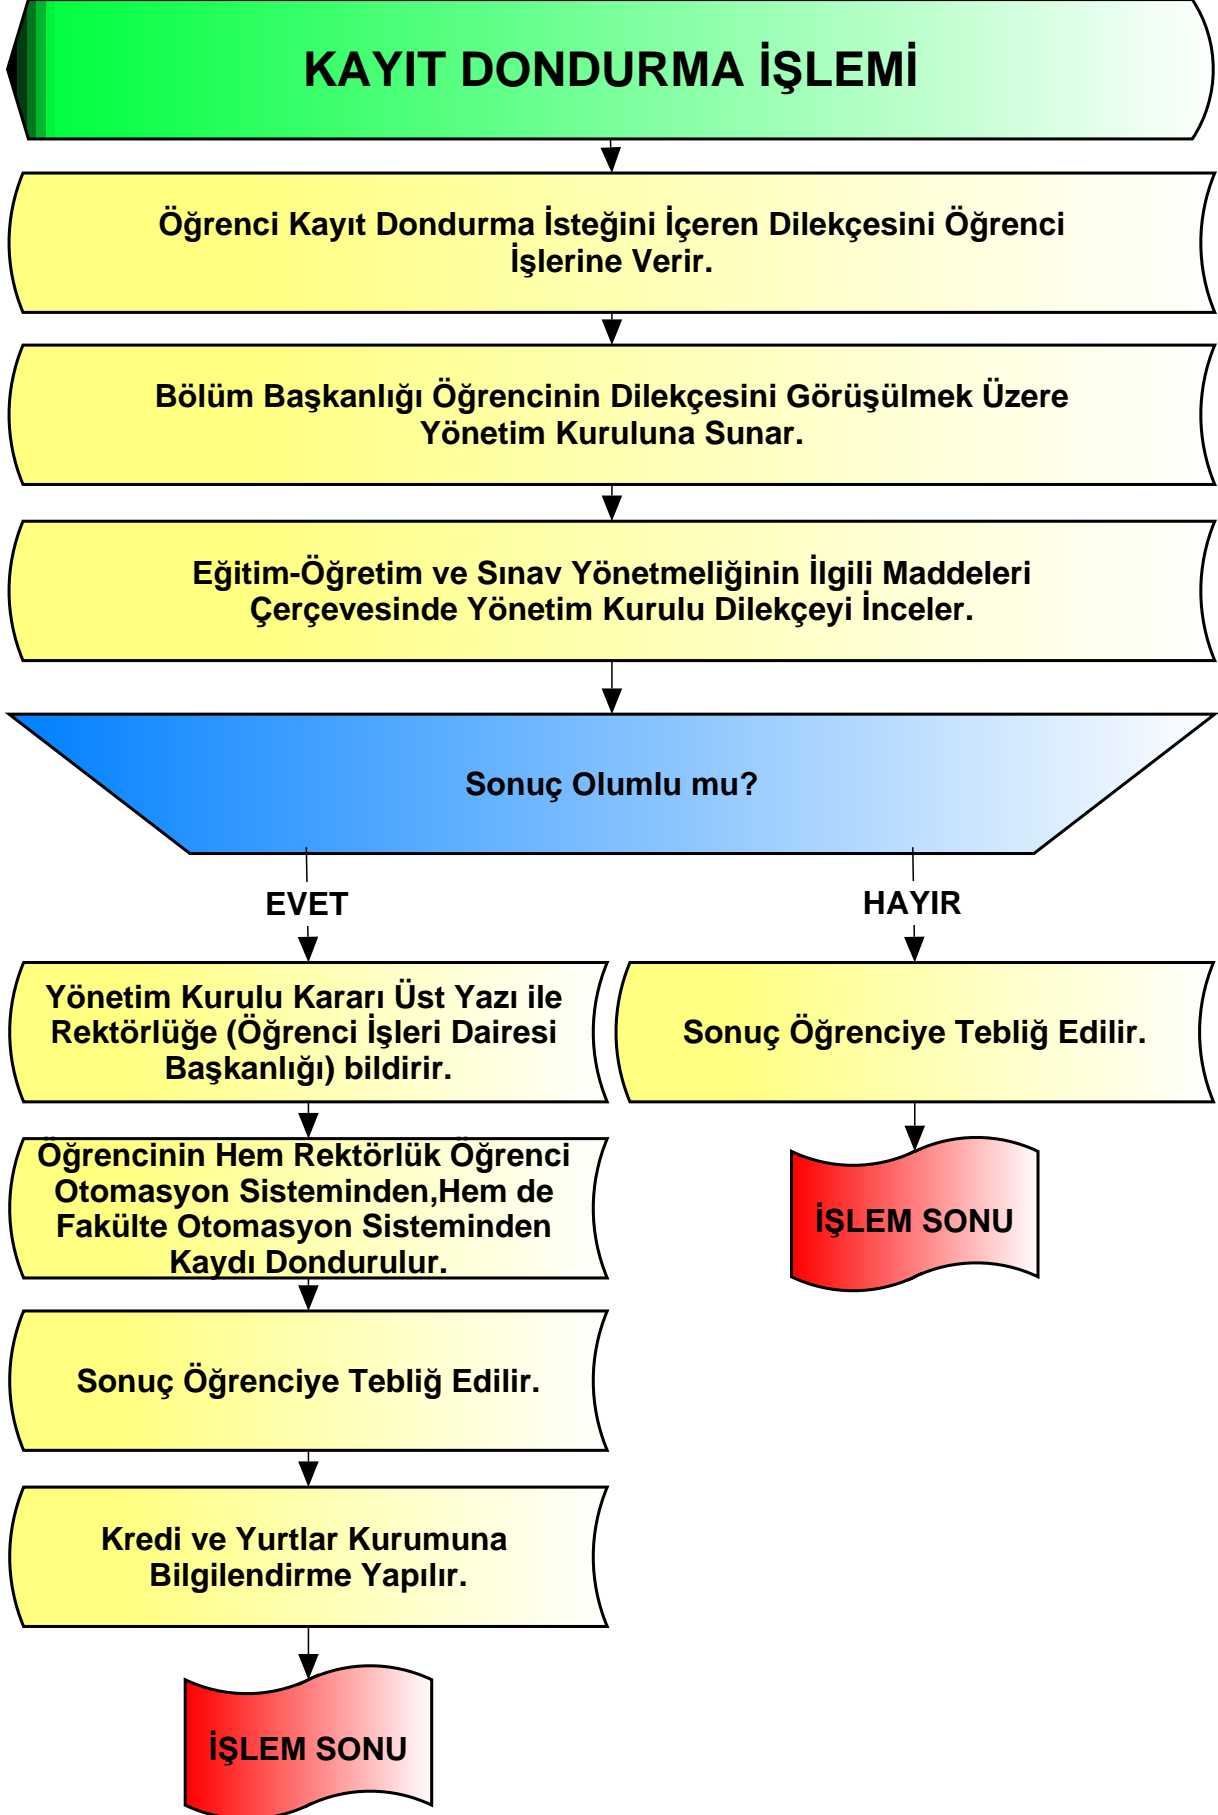 KAYIT DONDURMA İŞLEMİ
Öğrenci Kayıt Dondurma İsteğini İçeren Dilekçesini Öğrenci
İşlerine Verir.
Bölüm Başkanlığı Öğrencinin Dilekçesini Görüşülmek Üzere
Yönetim Kuruluna Sunar.
Eğitim-Öğretim ve Sınav Yönetmeliğinin İlgili Maddeleri
Çerçevesinde Yönetim Kurulu Dilekçeyi İnceler.
Sonuç Olumlu mu?
EVET
Yönetim Kurulu Kararı Üst Yazı ile
Rektörlüğe (Öğrenci İşleri Dairesi
Başkanlığı) bildirir.
Öğrencinin Hem Rektörlük Öğrenci
Otomasyon Sisteminden,Hem de
Fakülte Otomasyon Sisteminden
Kaydı Dondurulur.
Sonuç Öğrenciye Tebliğ Edilir.
Kredi ve Yurtlar Kurumuna
Bilgilendirme Yapılır.
İŞLEM SONU
HAYIR
Sonuç Öğrenciye Tebliğ Edilir.
İŞLEM SONU